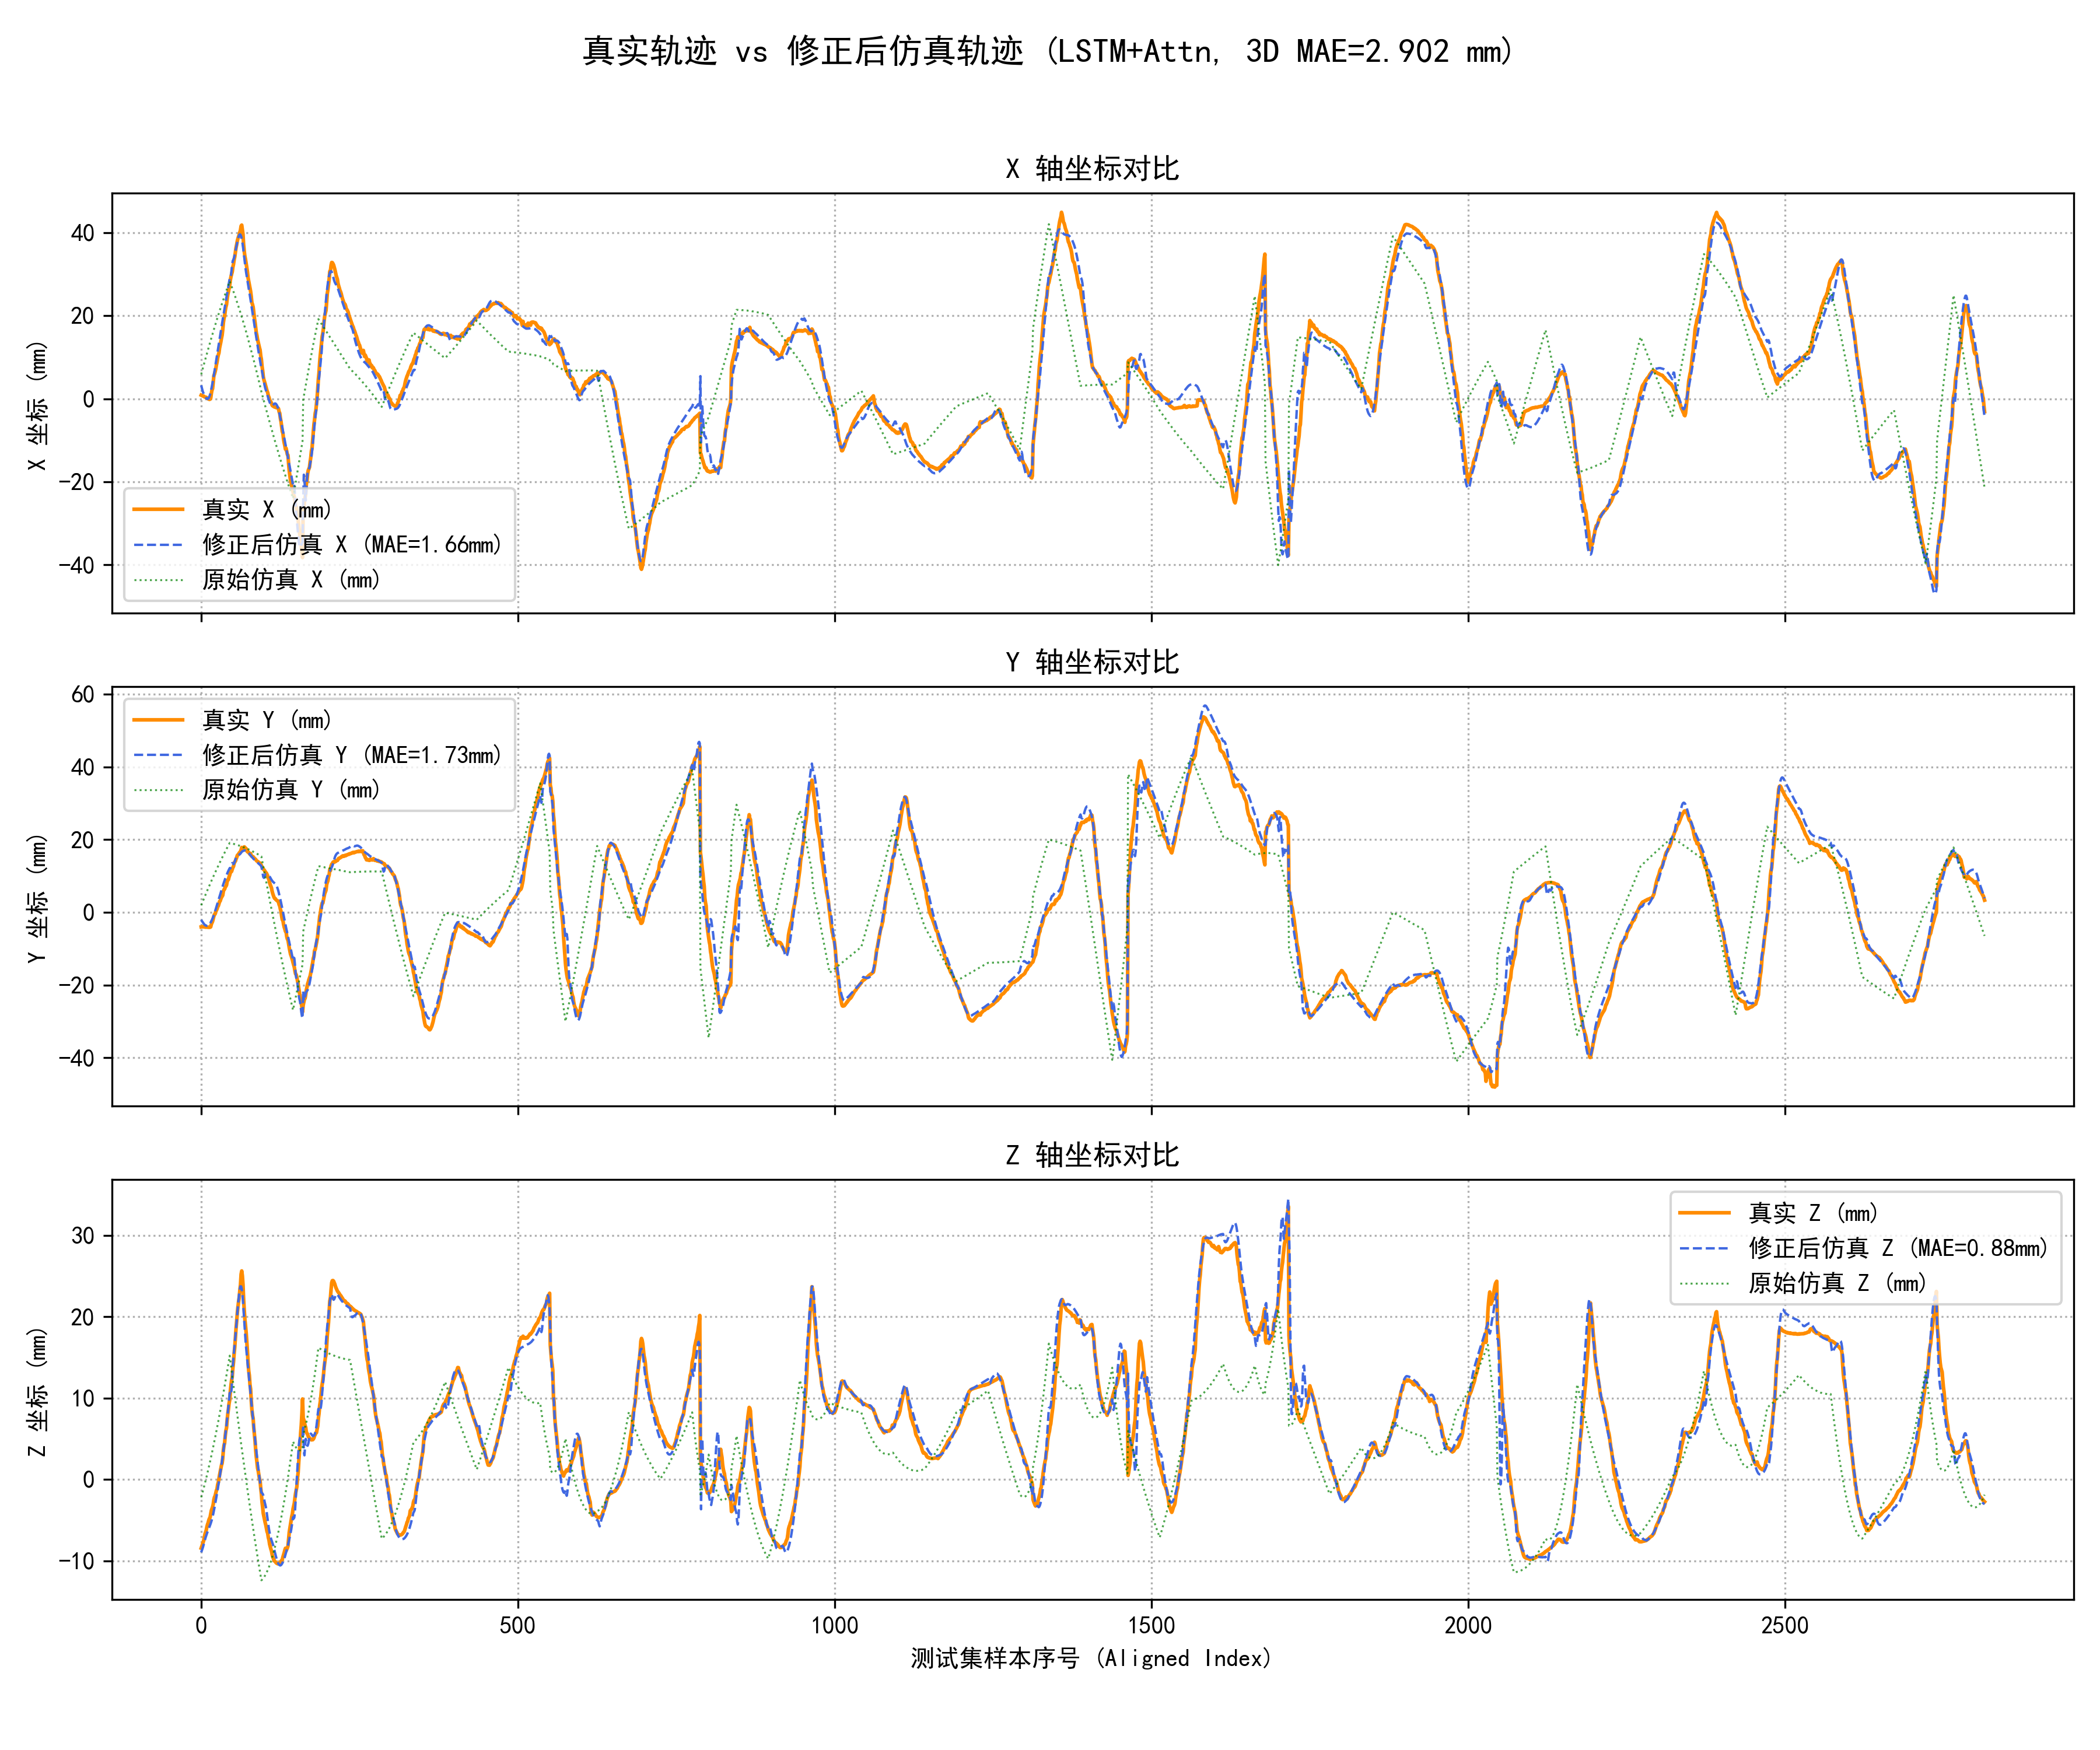 真实轨迹 vs 修正后仿真轨迹 (LSTM+Attn, 3D MAE=2.902 mm)
X 轴坐标对比
X 坐标 (mm)
40
20
0
−20
−40
真实 X (mm)
修正后仿真 X (MAE=1.66mm)
原始仿真 X (mm)
Y 轴坐标对比
Y 坐标 (mm)
60
40
20
0
−20
−40
真实 Y (mm)
修正后仿真 Y (MAE=1.73mm)
原始仿真 Y (mm)
Z 轴坐标对比
Z 坐标 (mm)
30
20
10
0
−10
真实 Z (mm)
修正后仿真 Z (MAE=0.88mm)
原始仿真 Z (mm)
0 500 1000 1500 2000 2500
测试集样本序号 (Aligned Index)